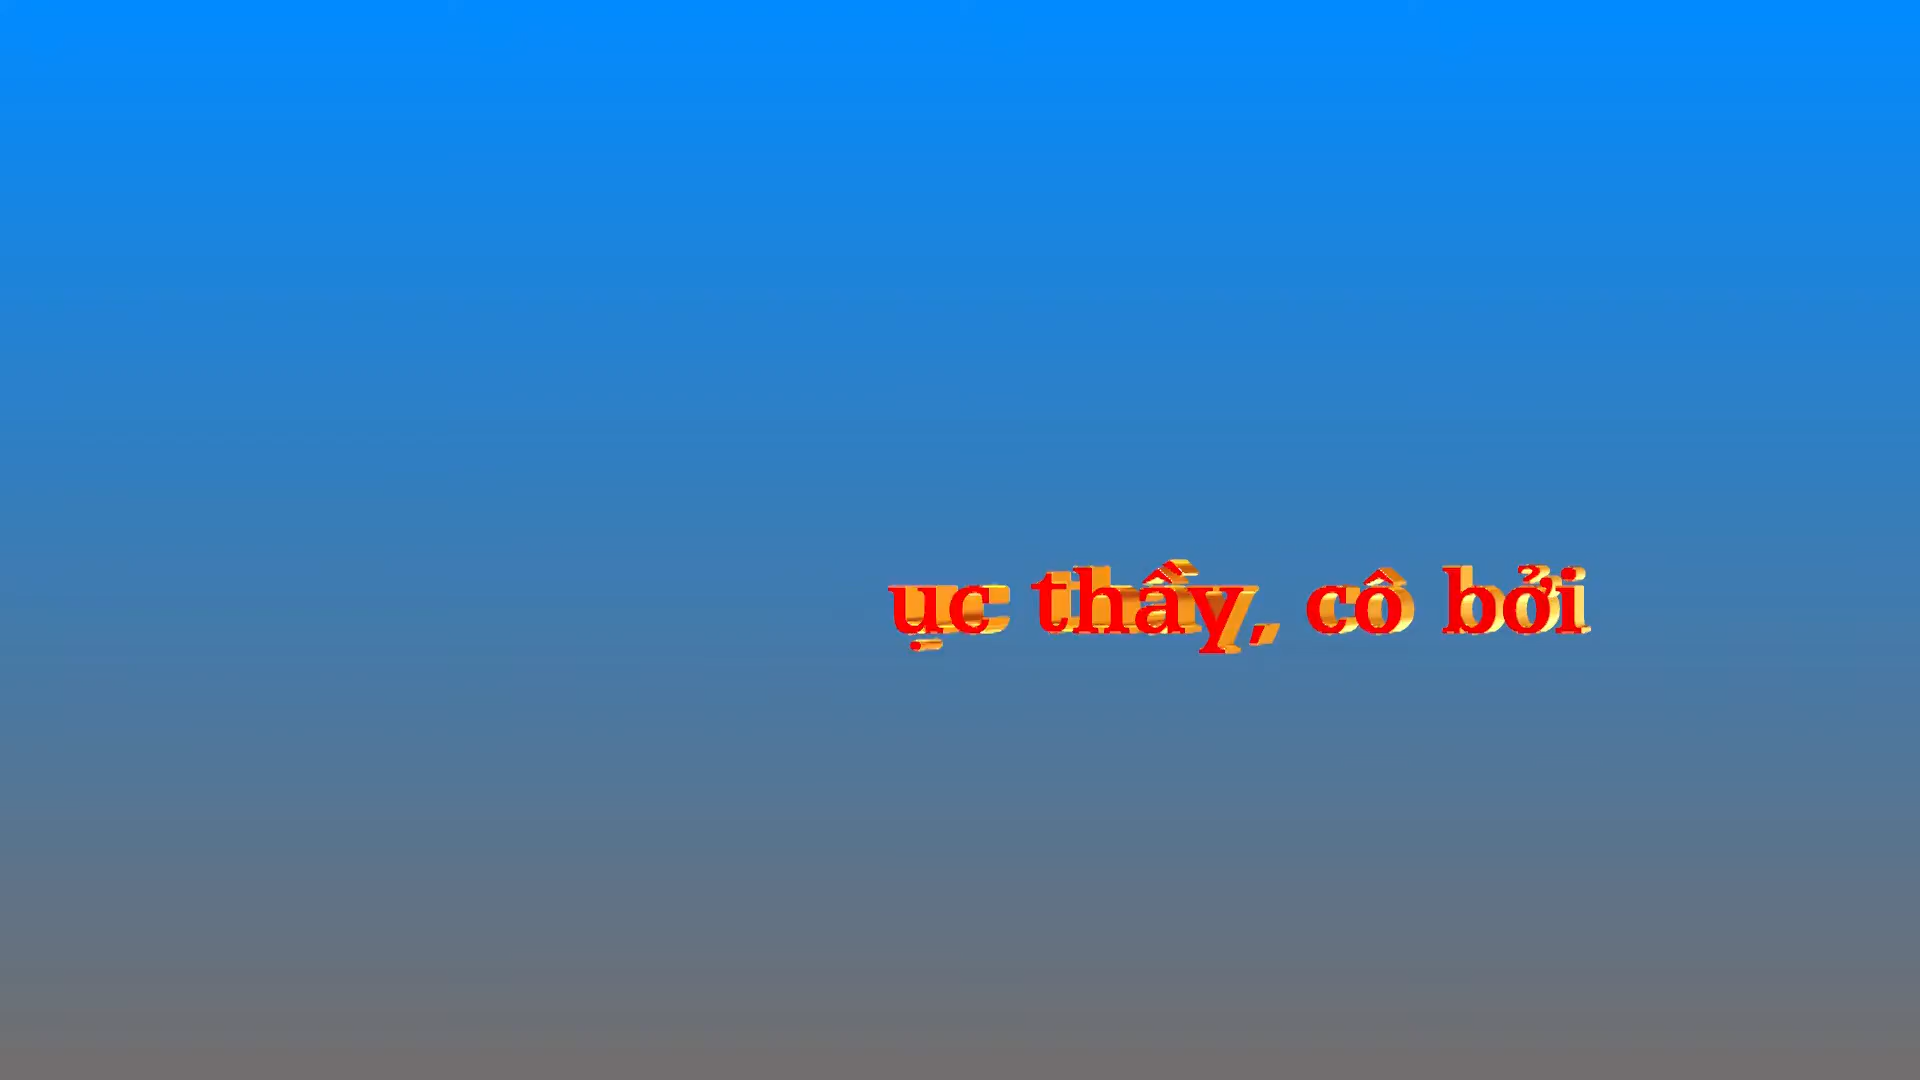 ục thầy, cô bởi